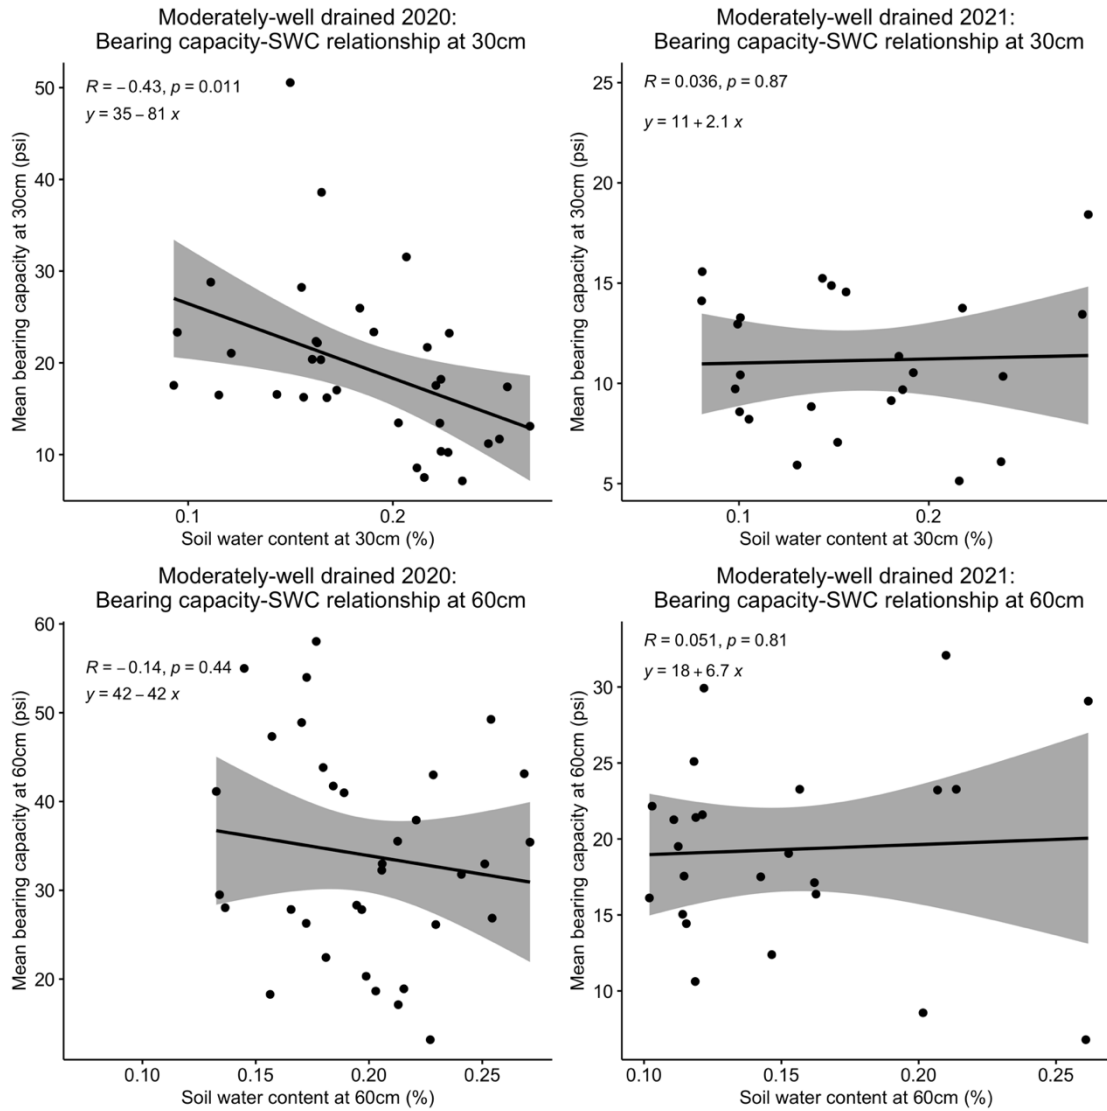 Moderately-well drained 2020:
Bearing capacity-SWC relationship at 30cm
R = −0.43, p = 0.011
y = 35 − 81 x
Mean bearing capacity at 30cm (psi)
50
40
30
20
10
0.1
0.2
Soil water content at 30cm (%)
Moderately-well drained 2021:
Bearing capacity-SWC relationship at 30cm
R = 0.036, p = 0.87
y = 11 + 2.1 x
Mean bearing capacity at 30cm (psi)
25
20
15
10
5
0.1
0.2
Soil water content at 30cm (%)
Moderately-well drained 2020:
Bearing capacity-SWC relationship at 60cm
R = −0.14, p = 0.44
y = 42 − 42 x
Mean bearing capacity at 60cm (psi)
60
50
40
30
20
0.10
0.15
0.20
0.25
Soil water content at 60cm (%)
Moderately-well drained 2021:
Bearing capacity-SWC relationship at 60cm
R = 0.051, p = 0.81
y = 18 + 6.7 x
Mean bearing capacity at 60cm (psi)
30
25
20
15
10
0.10
0.15
0.20
0.25
Soil water content at 60cm (%)